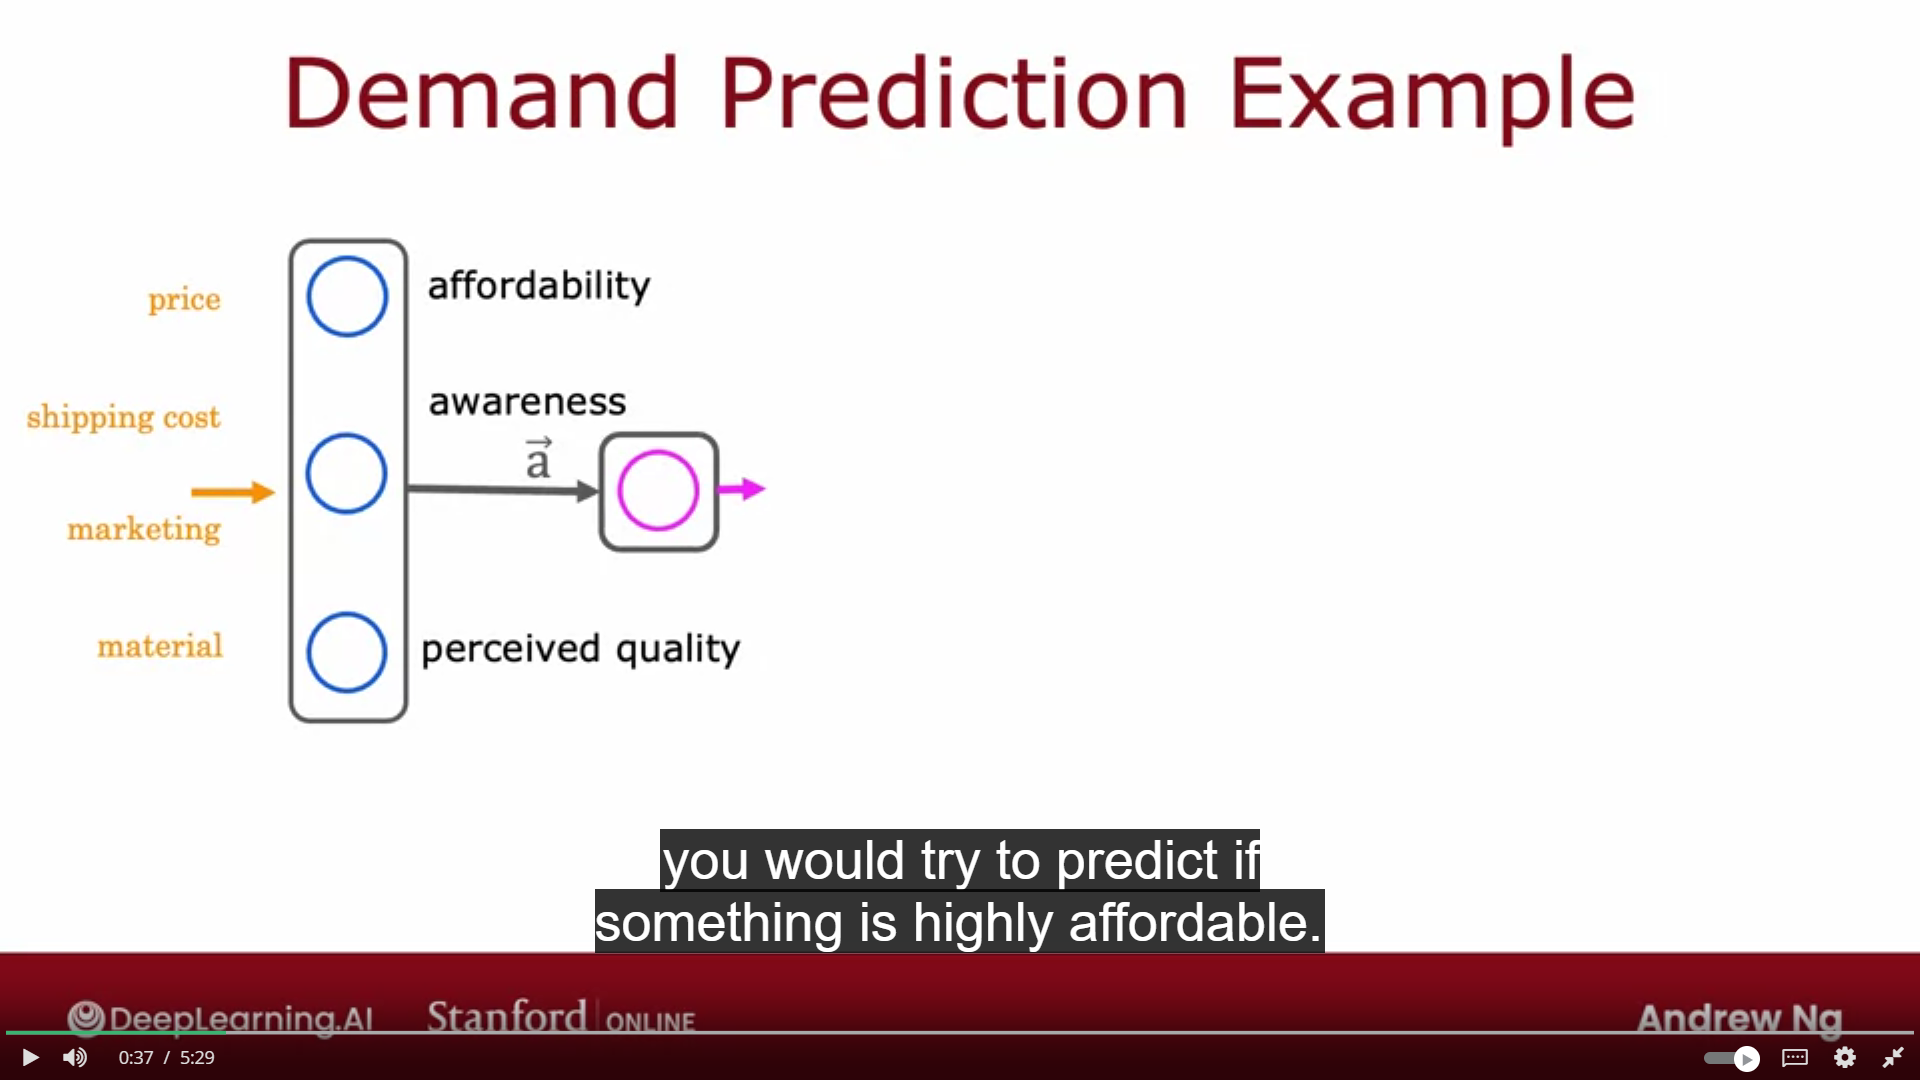 Demand Prediction Example
price
affordability
shipping cost
awareness
a
marketing
material
perceived quality
you would try to predict if
something is highly affordable.
DeepLearning.AI
Stanford ONLINE
Andrew Ng
0:37 / 5:29